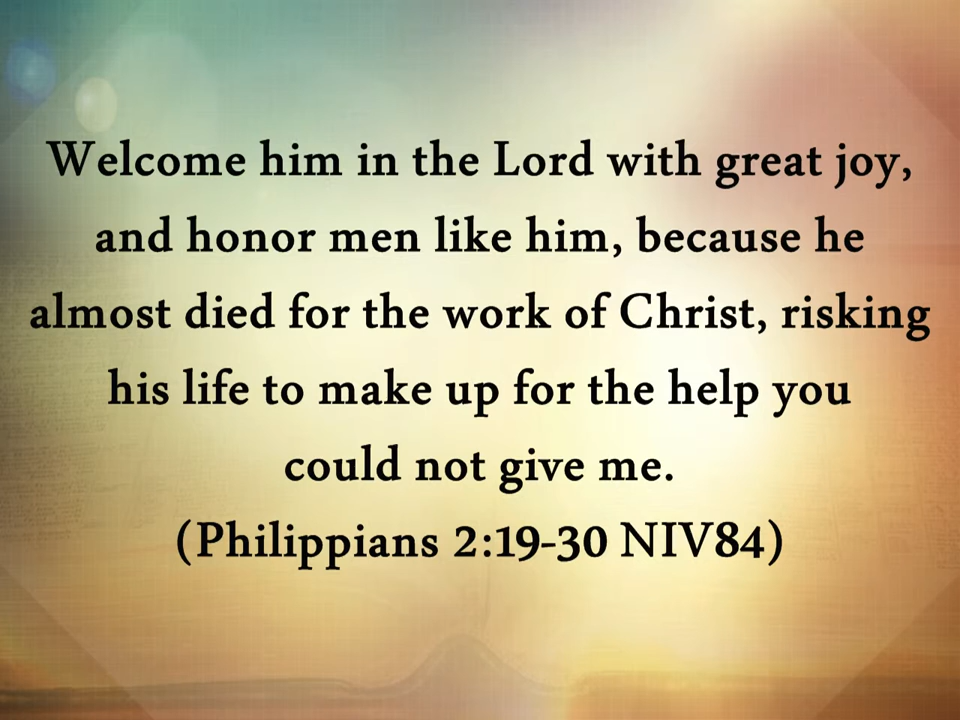 Welcome him in the Lord with great joy,
and honor men like him, because he
almost died for the work of Christ, risking
his life to make up for the help you
could not give me.
(Philippians 2:19-30 NIV84)